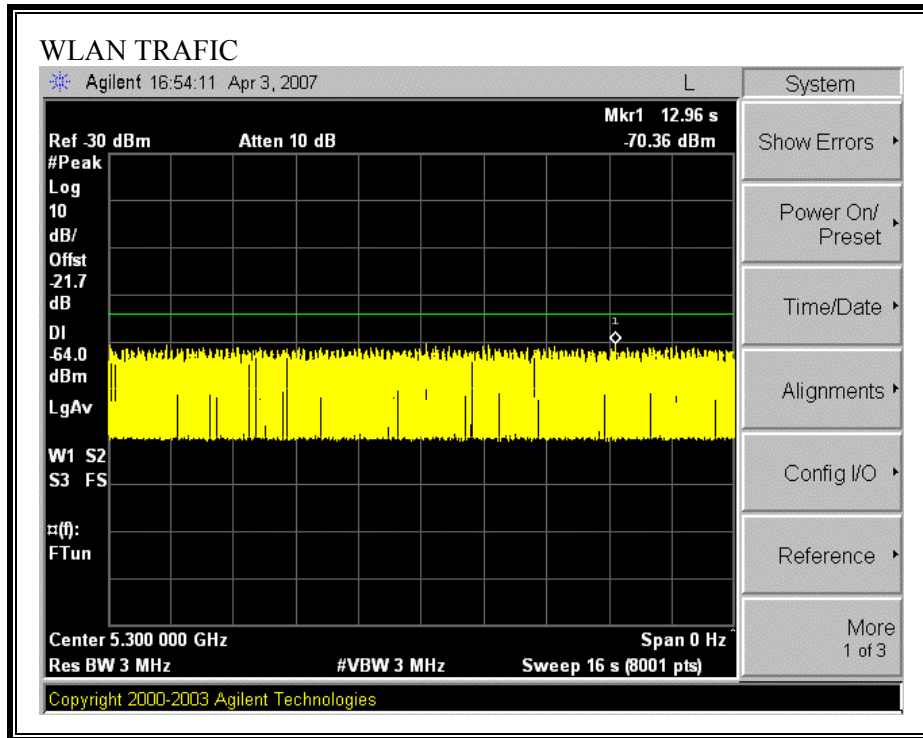 WLAN TRAFIC
Agilent 16:54:11 Apr 3, 2007 L
System
Mkr1 12.96 s
Ref -30 dBm Atten 10 dB -70.36 dBm
#Peak
Log
10
dB/
Offst
-21.7
dB
DI
-64.0
dBm
LgAv
W1 S2
S3 FS
¤(f):
FTun
1
Center 5.300 000 GHz Span 0 Hz^
Res BW 3 MHz #VBW 3 MHz Sweep 16 s (8001 pts)
Copyright 2000-2003 Agilent Technologies
Show Errors
Power On/
Preset
Time/Date
Alignments
Config I/O
Reference
More
1 of 3